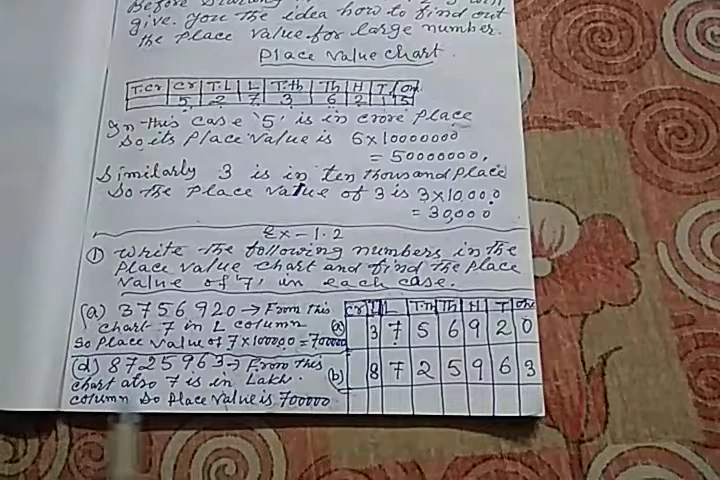 give. you the idea how to find out
the place value for large number.
Place value chart.
T.Cr Cr T.L L T.th Th H T One
5 2 7 3 6 2 1 5
In this case '5' is in crore place
So its place value is 5×10000000
= 50000000,
Similarly 3 is in ten thousand place
So the place value of 3 is 3×10,000
= 30,000
Ex-1.2
① Write the following numbers in the
place value chart and find the place
value of '7' in each case.
(a) 3756920 → From this
chart 7 in L column
So place value of 7×100000 = 700000
(d) 8725963 → From this
chart also 7 is in Lakh
column So place value is 700000
Cr TL L T.Th Th H T One
(a) 3 7 5 6 9 2 0
(b) 8 7 2 5 9 6 3